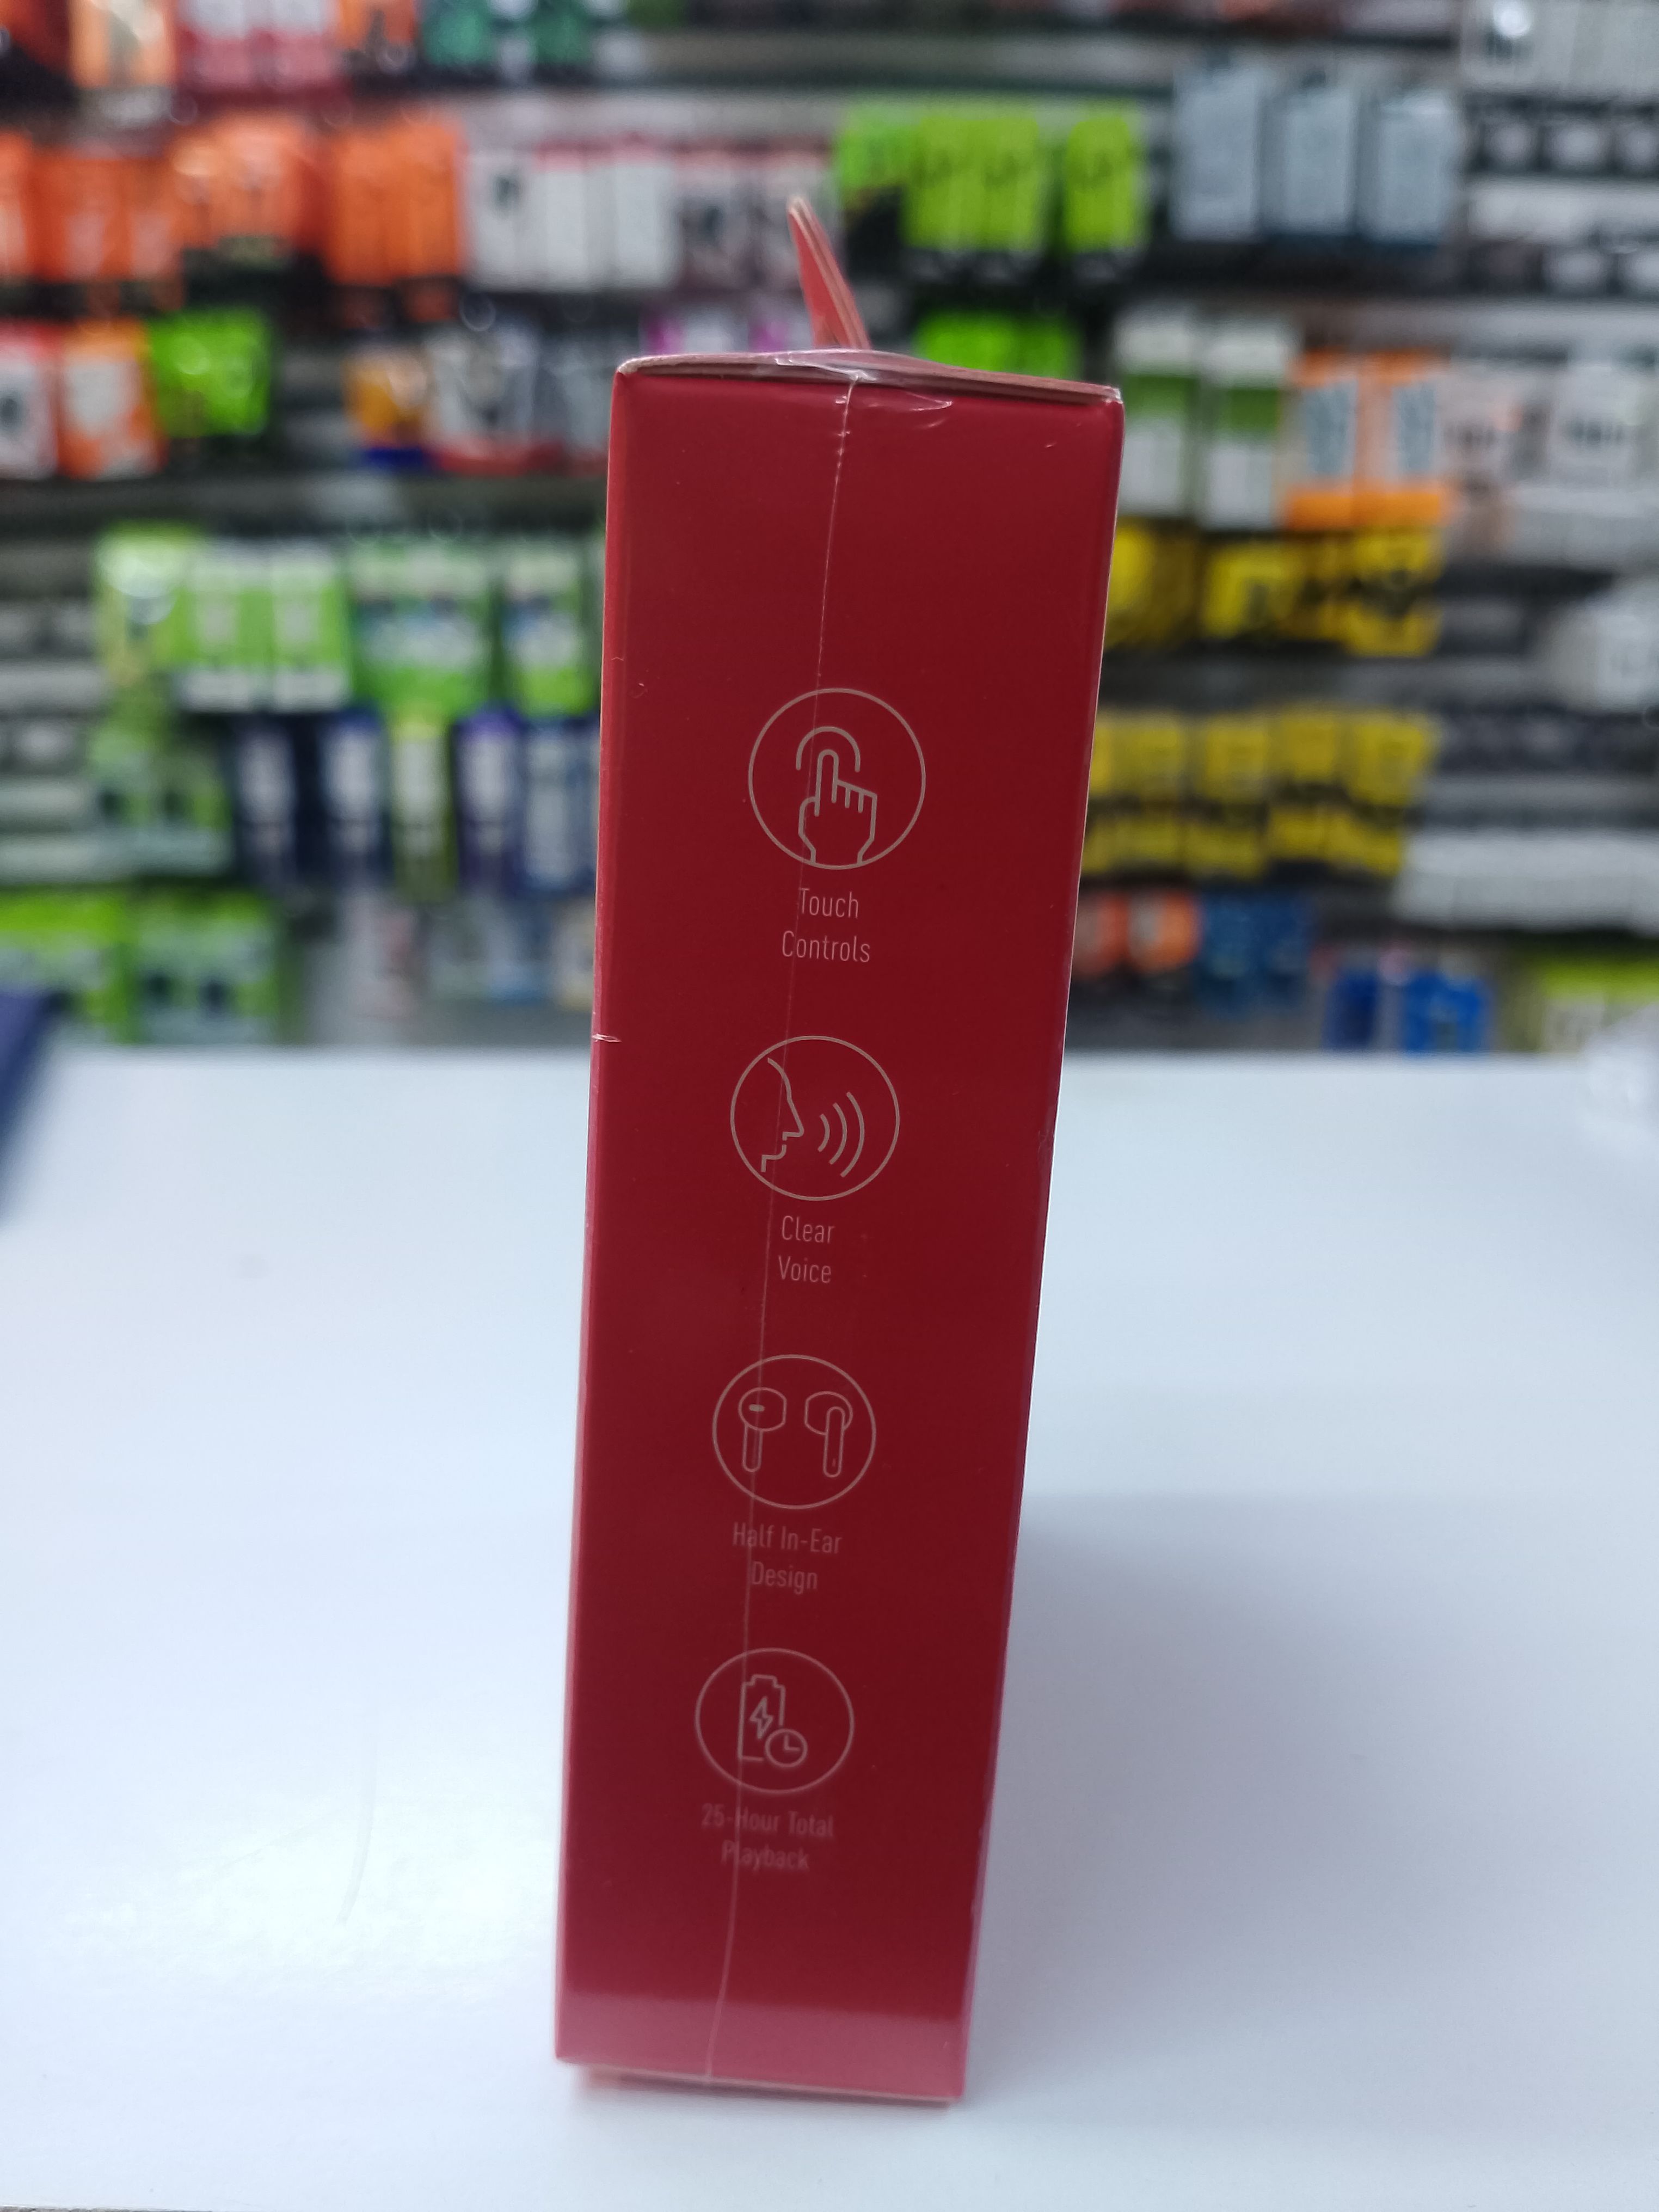 Touch
Controls
Clear
Voice
Half In-Ear
Design
25-Hour Total
Playback